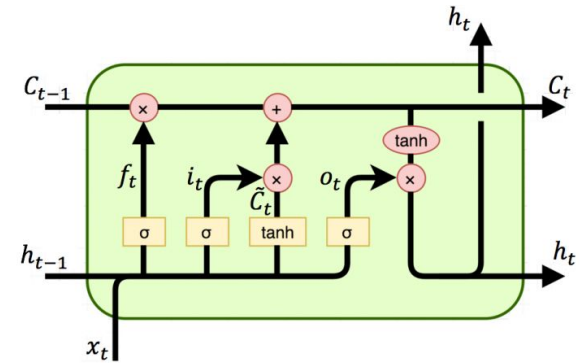 h_t
C_{t-1} × + C_t
tanh
f_t i_t × o_t ×
C̃_t
σ σ tanh σ
h_{t-1} h_t
x_t